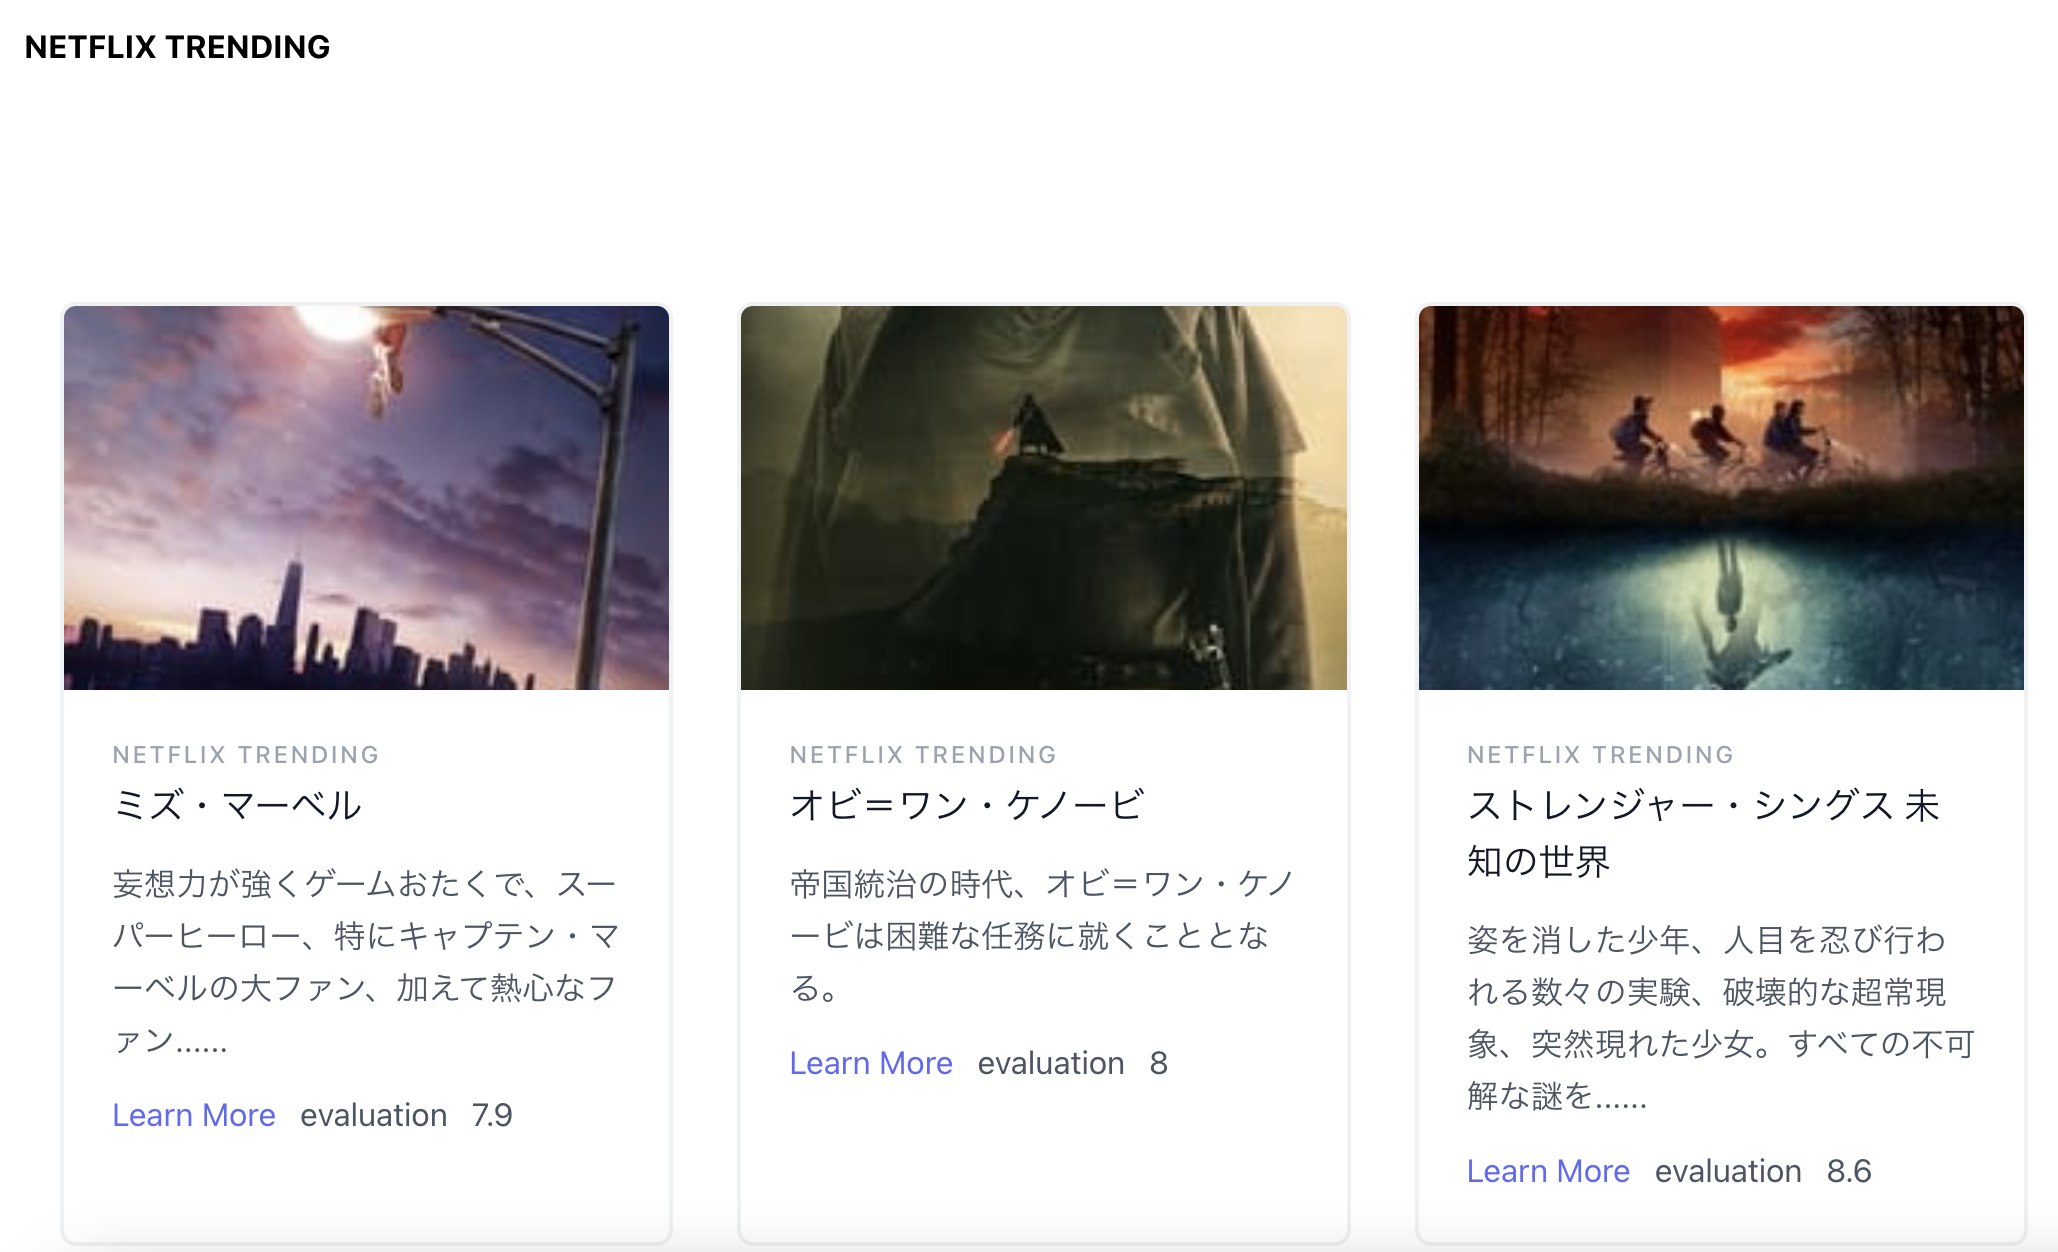 NETFLIX TRENDING
NETFLIX TRENDING
ミズ・マーベル
妄想力が強くゲームおたくで、スー
パーヒーロー、特にキャプテン・マ
ーベルの大ファン、加えて熱心なフ
ァン......
Learn More evaluation 7.9
NETFLIX TRENDING
オビ＝ワン・ケノービ
帝国統治の時代、オビ＝ワン・ケノ
ービは困難な任務に就くこととな
る。
Learn More evaluation 8
NETFLIX TRENDING
ストレンジャー・シングス 未
知の世界
姿を消した少年、人目を忍び行わ
れる数々の実験、破壊的な超常現
象、突然現れた少女。すべての不可
解な謎を......
Learn More evaluation 8.6